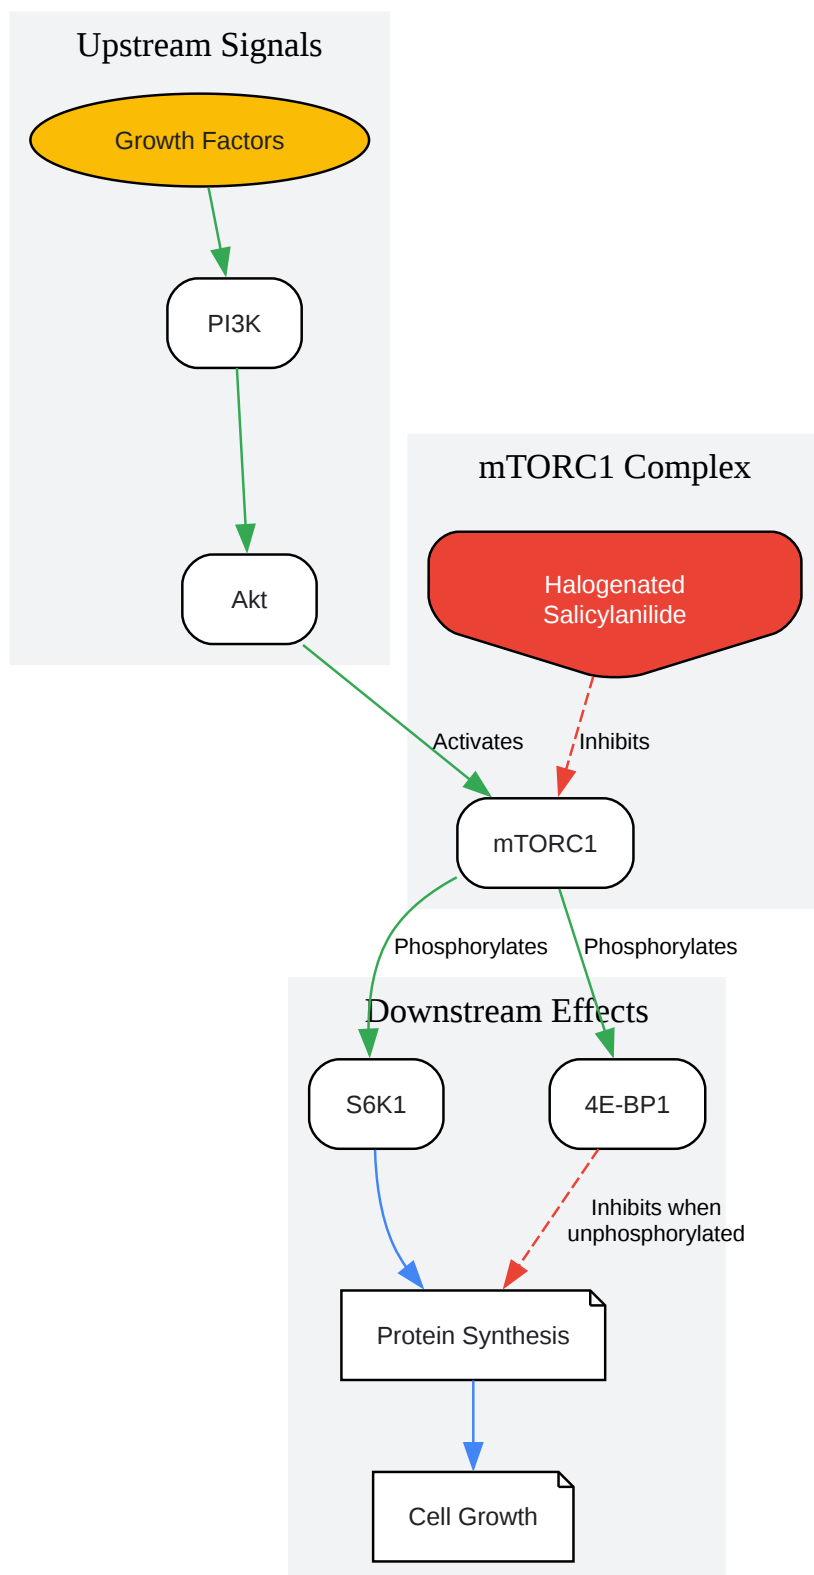 Upstream Signals
Growth Factors
PI3K
mTORC1 Complex
Halogenated
Salicylanilide
Akt
Activates
Inhibits
mTORC1
Phosphorylates
Phosphorylates
Downstream Effects
S6K1
4E-BP1
Inhibits when
unphosphorylated
Protein Synthesis
Cell Growth